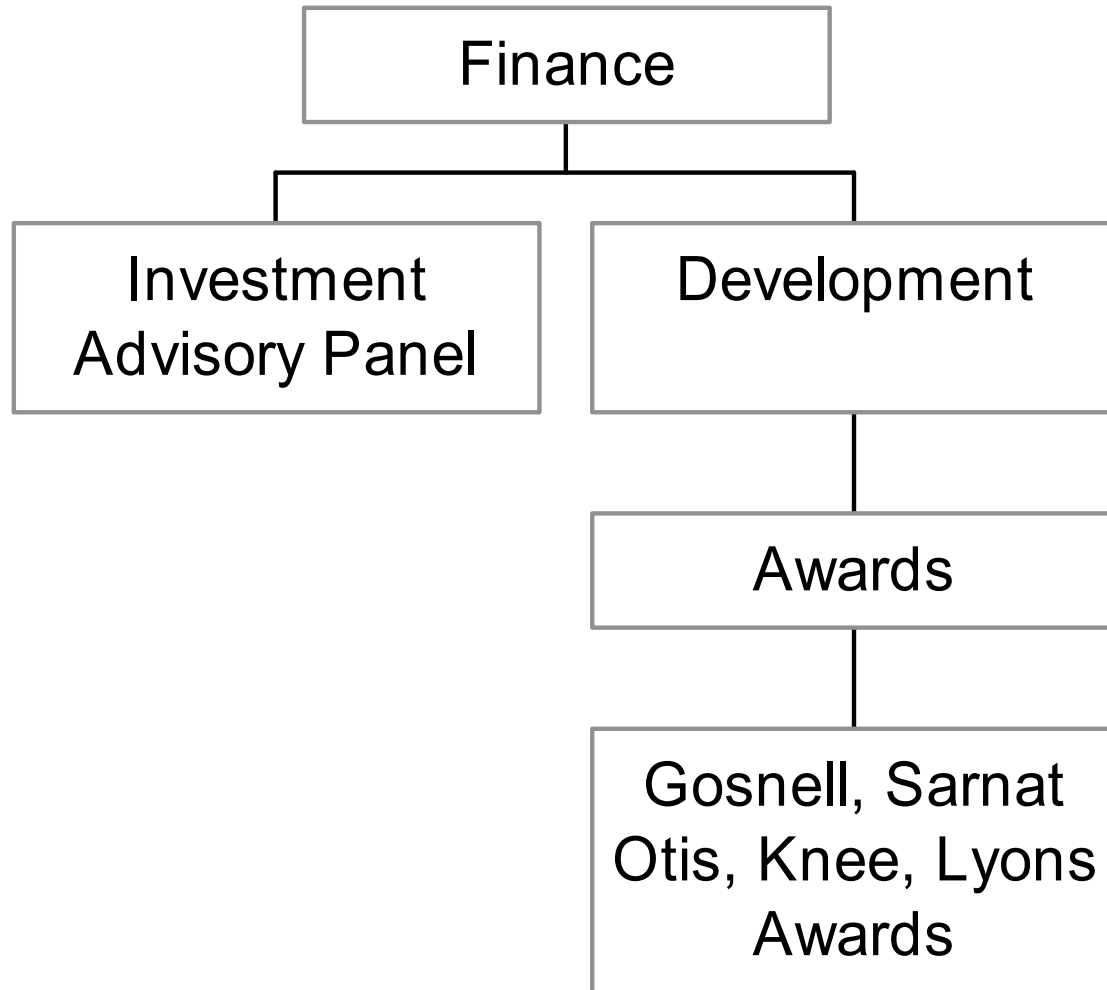 Finance
Investment
Advisory Panel
Development
Awards
Gosnell, Sarnat
Otis, Knee, Lyons
Awards